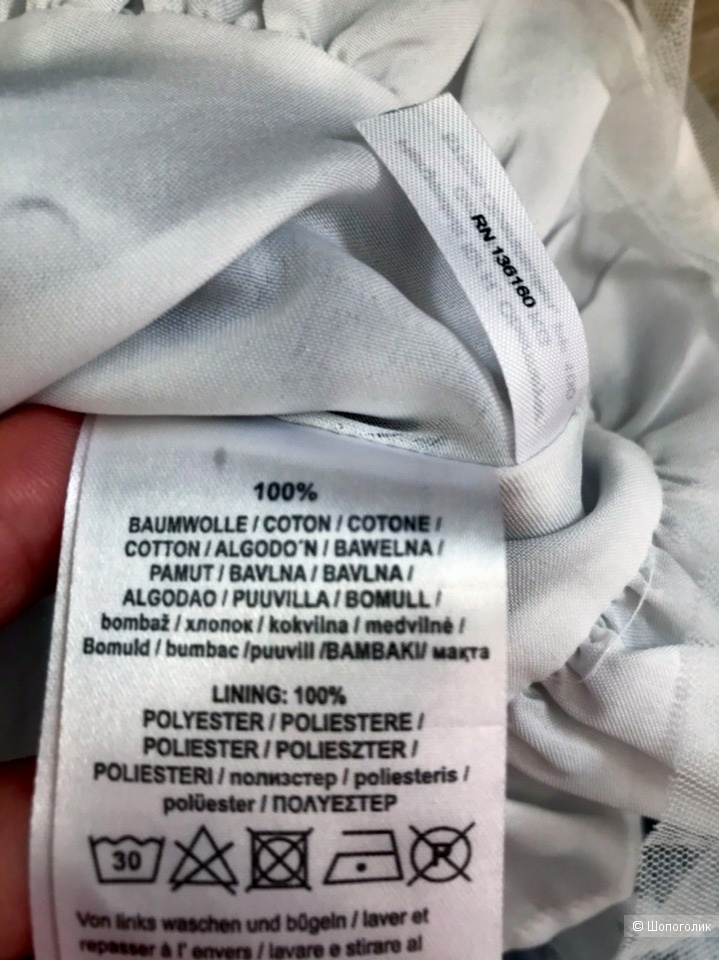 RN 136160
100%
BAUMWOLLE / COTON / COTONE /
COTTON / ALGODO´N / BAWELNA /
PAMUT / BAVLNA / BAVLNA /
ALGODAO / PUUVILLA / BOMULL /
bombaž / хлопок / kokvilna / medvilnė /
Bomuld / bumbac /puuvill /BAMBAKI/ мақта
LINING: 100%
POLYESTER / POLIESTERE /
POLIESTER / POLIESZTER /
POLIESTERI / полиэстер / poliesteris /
polüester / ΠΟΛΥΕΣΤΕΡ
30
P
Von links waschen und bügeln / laver et
repasser à l' envers / lavare e stirare al
© Шопоголик